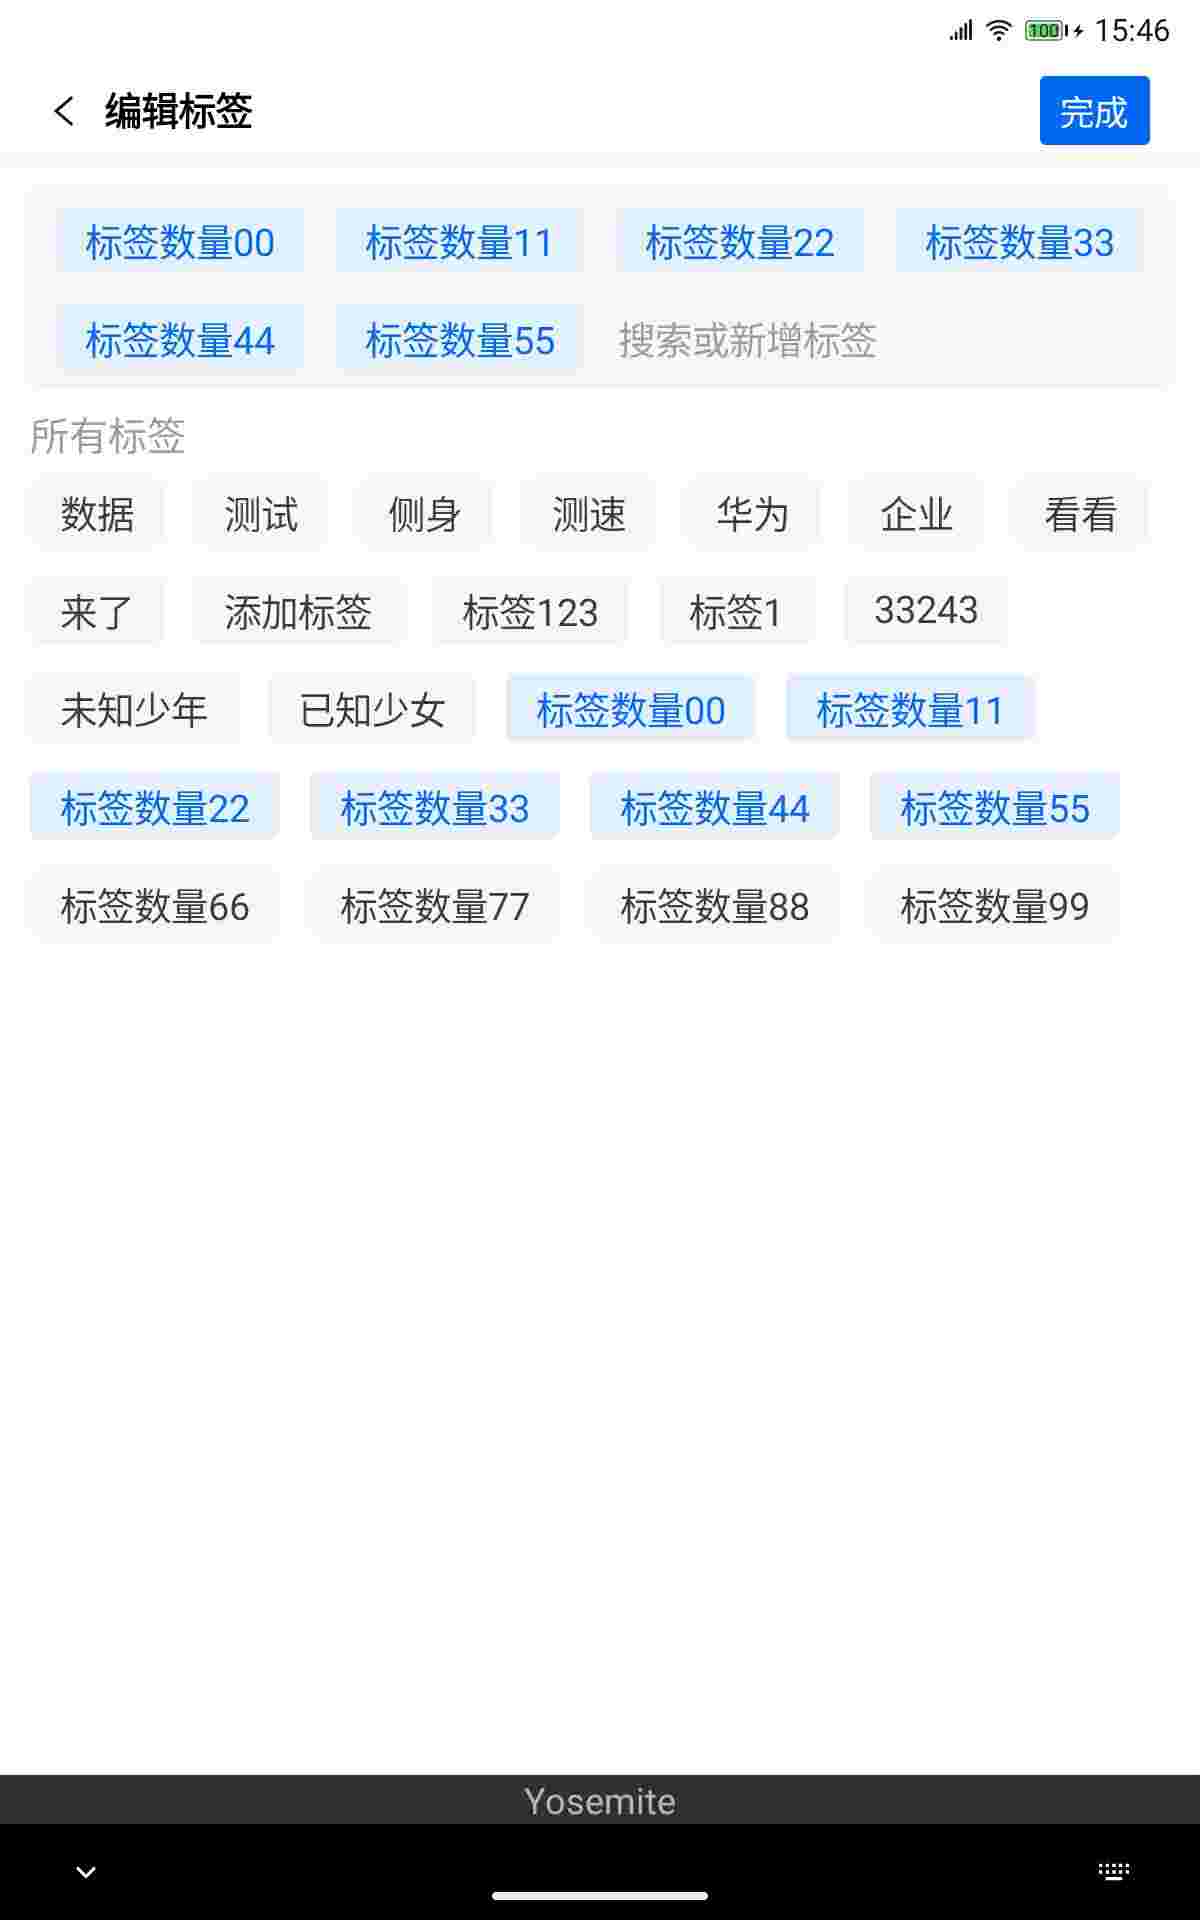 100 15:46
编辑标签 完成
标签数量00 标签数量11 标签数量22 标签数量33
标签数量44 标签数量55 搜索或新增标签
所有标签
数据 测试 侧身 测速 华为 企业 看看
来了 添加标签 标签123 标签1 33243
未知少年 已知少女 标签数量00 标签数量11
标签数量22 标签数量33 标签数量44 标签数量55
标签数量66 标签数量77 标签数量88 标签数量99
Yosemite